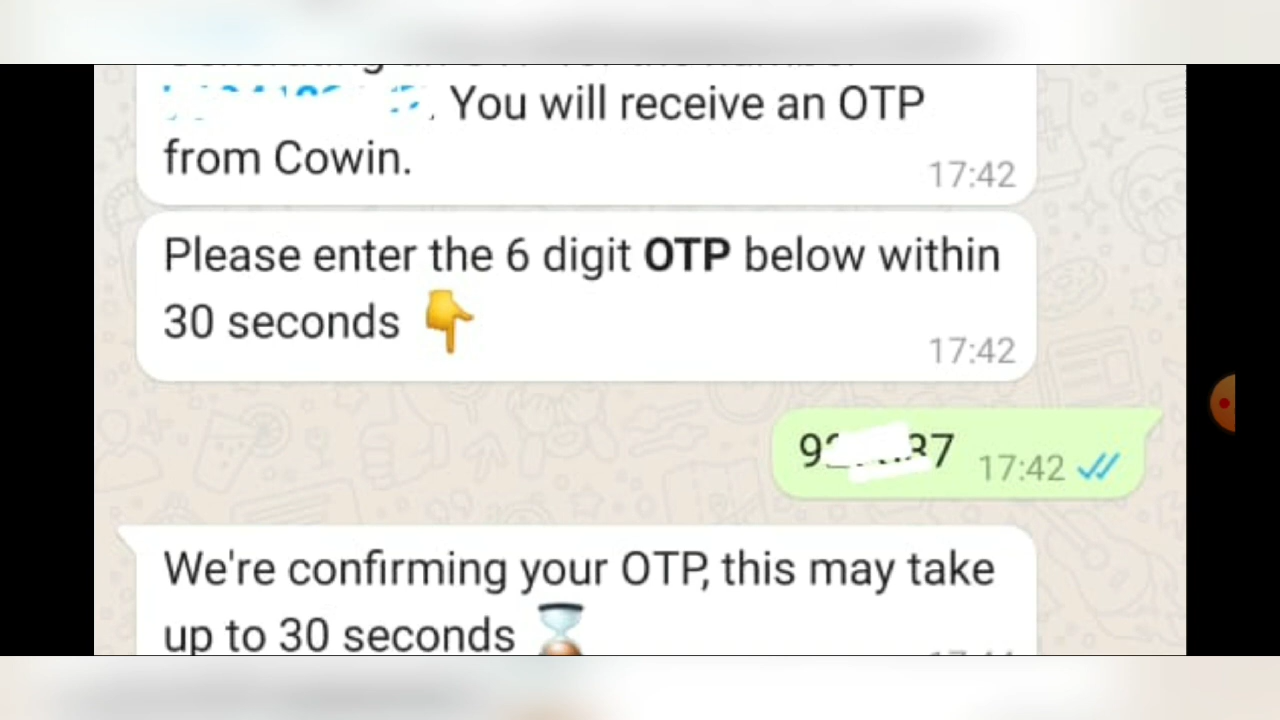 . You will receive an OTP
from Cowin.
17:42
Please enter the 6 digit OTP below within
30 seconds 👇
17:42
17:42
We're confirming your OTP, this may take
up to 30 seconds ⏳